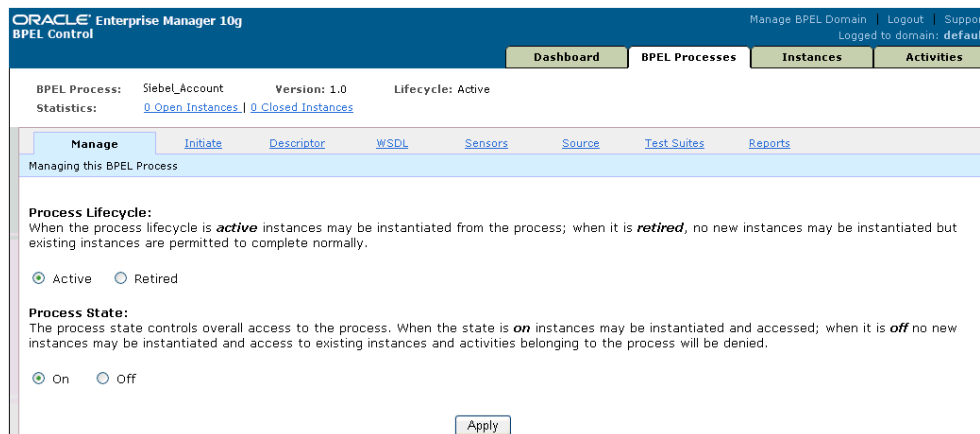 ORACLE Enterprise Manager 10g
BPEL Control
Manage BPEL Domain | Logout | Suppor
Logged to domain: defaul
Dashboard BPEL Processes Instances Activities
BPEL Process: Siebel_Account Version: 1.0 Lifecycle: Active
Statistics: 0 Open Instances | 0 Closed Instances
Manage Initiate Descriptor WSDL Sensors Source Test Suites Reports
Managing this BPEL Process
Process Lifecycle:
When the process lifecycle is active instances may be instantiated from the process; when it is retired, no new instances may be instantiated but
existing instances are permitted to complete normally.
Active Retired
Process State:
The process state controls overall access to the process. When the state is on instances may be instantiated and accessed; when it is off no new
instances may be instantiated and access to existing instances and activities belonging to the process will be denied.
On Off
Apply